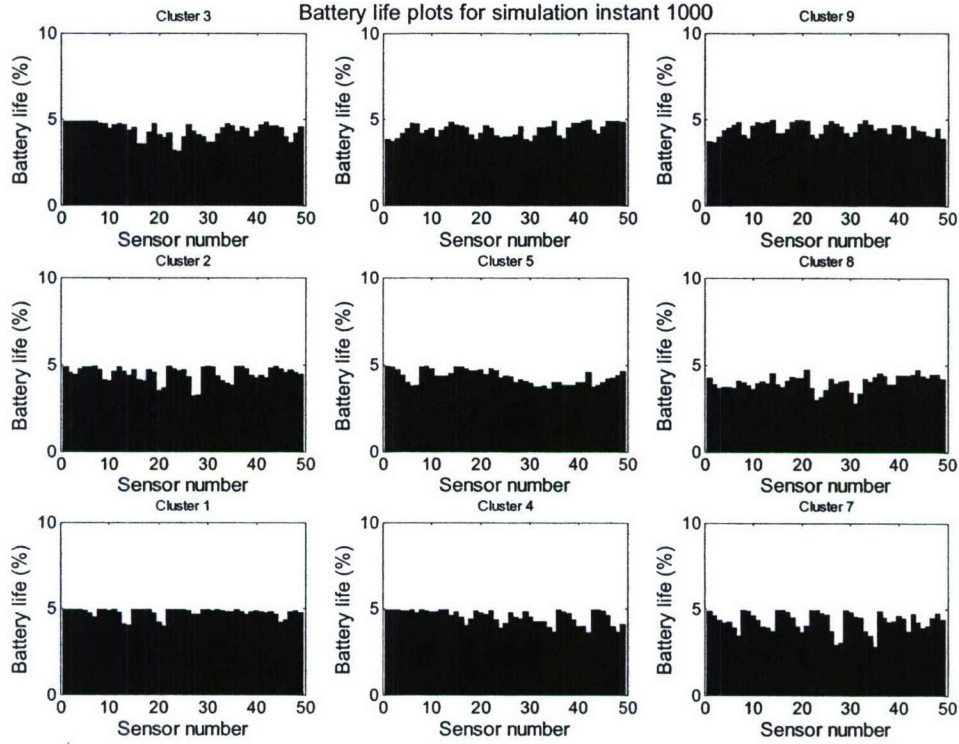 Battery life plots for simulation instant 1000
Cluster 3
Battery life (%)
10
5
0
0 10 20 30 40 50
Sensor number
Battery life (%)
10
5
0
0 10 20 30 40 50
Sensor number
Cluster 9
Battery life (%)
10
5
0
0 10 20 30 40 50
Sensor number
Cluster 2
Battery life (%)
10
5
0
0 10 20 30 40 50
Sensor number
Cluster 5
Battery life (%)
10
5
0
0 10 20 30 40 50
Sensor number
Cluster 8
Battery life (%)
10
5
0
0 10 20 30 40 50
Sensor number
Cluster 1
Battery life (%)
10
5
0
0 10 20 30 40 50
Sensor number
Cluster 4
Battery life (%)
10
5
0
0 10 20 30 40 50
Sensor number
Cluster 7
Battery life (%)
10
5
0
0 10 20 30 40 50
Sensor number